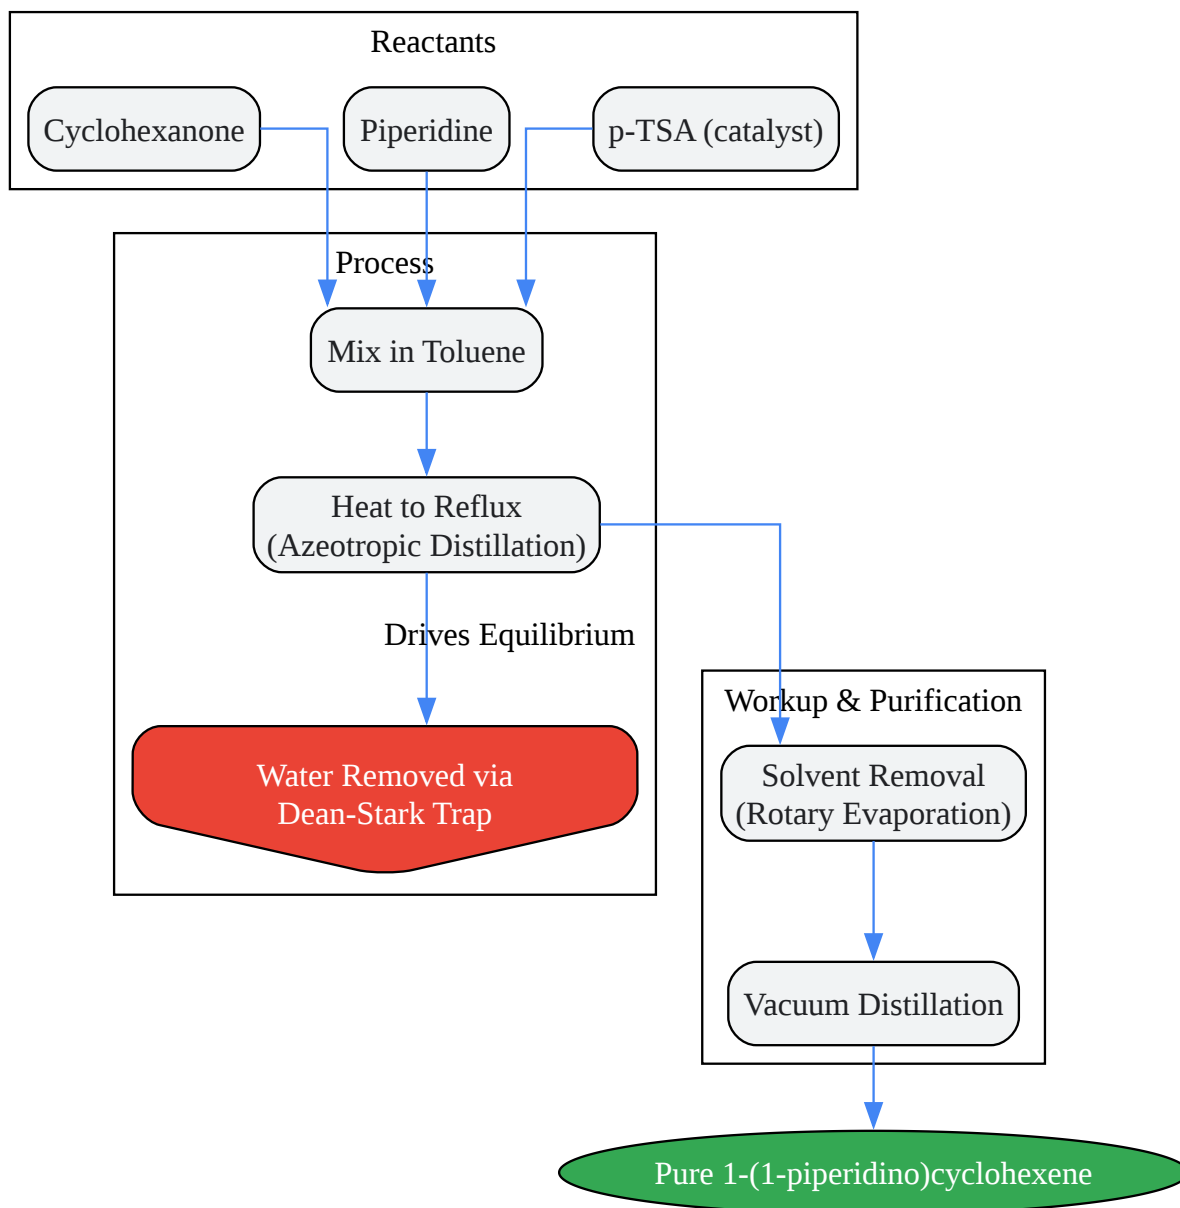 Reactants
Cyclohexanone
Piperidine
p-TSA (catalyst)
Process
Mix in Toluene
Heat to Reflux
(Azeotropic Distillation)
Drives Equilibrium
Water Removed via
Dean-Stark Trap
Workup & Purification
Solvent Removal
(Rotary Evaporation)
Vacuum Distillation
Pure 1-(1-piperidino)cyclohexene